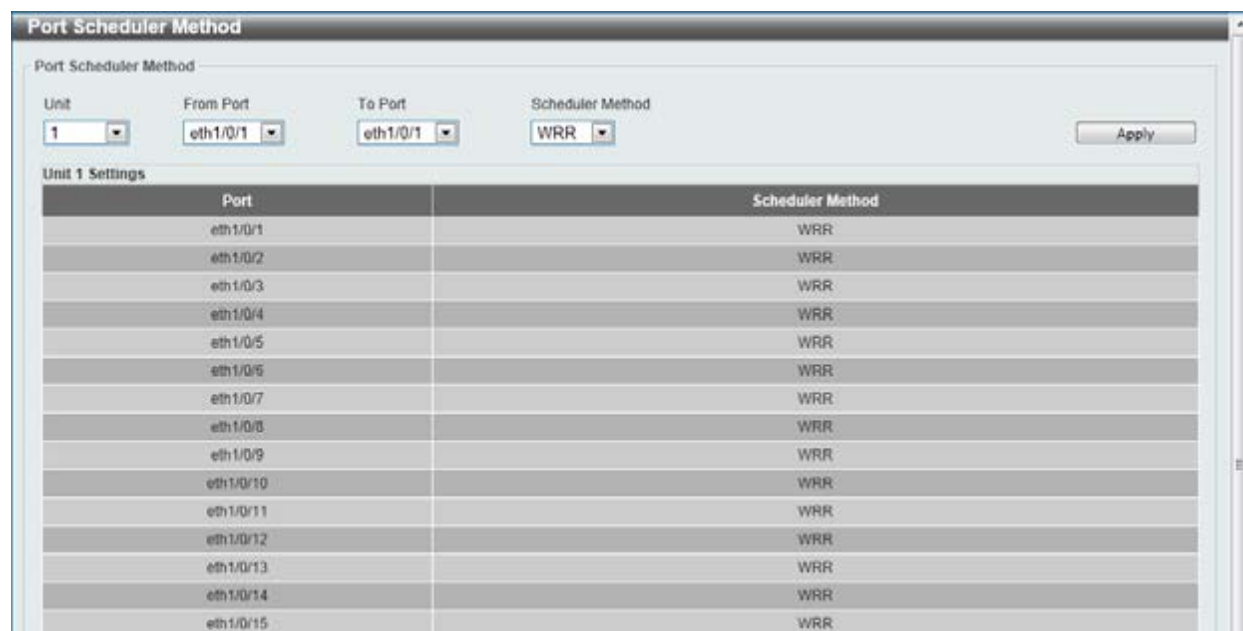 Port Scheduler Method
Port Scheduler Method
Unit From Port To Port Scheduler Method
1 eth1/0/1 eth1/0/1 WRR Apply
Unit 1 Settings
Port Scheduler Method
eth1/0/1 WRR
eth1/0/2 WRR
eth1/0/3 WRR
eth1/0/4 WRR
eth1/0/5 WRR
eth1/0/6 WRR
eth1/0/7 WRR
eth1/0/8 WRR
eth1/0/9 WRR
eth1/0/10 WRR
eth1/0/11 WRR
eth1/0/12 WRR
eth1/0/13 WRR
eth1/0/14 WRR
eth1/0/15 WRR